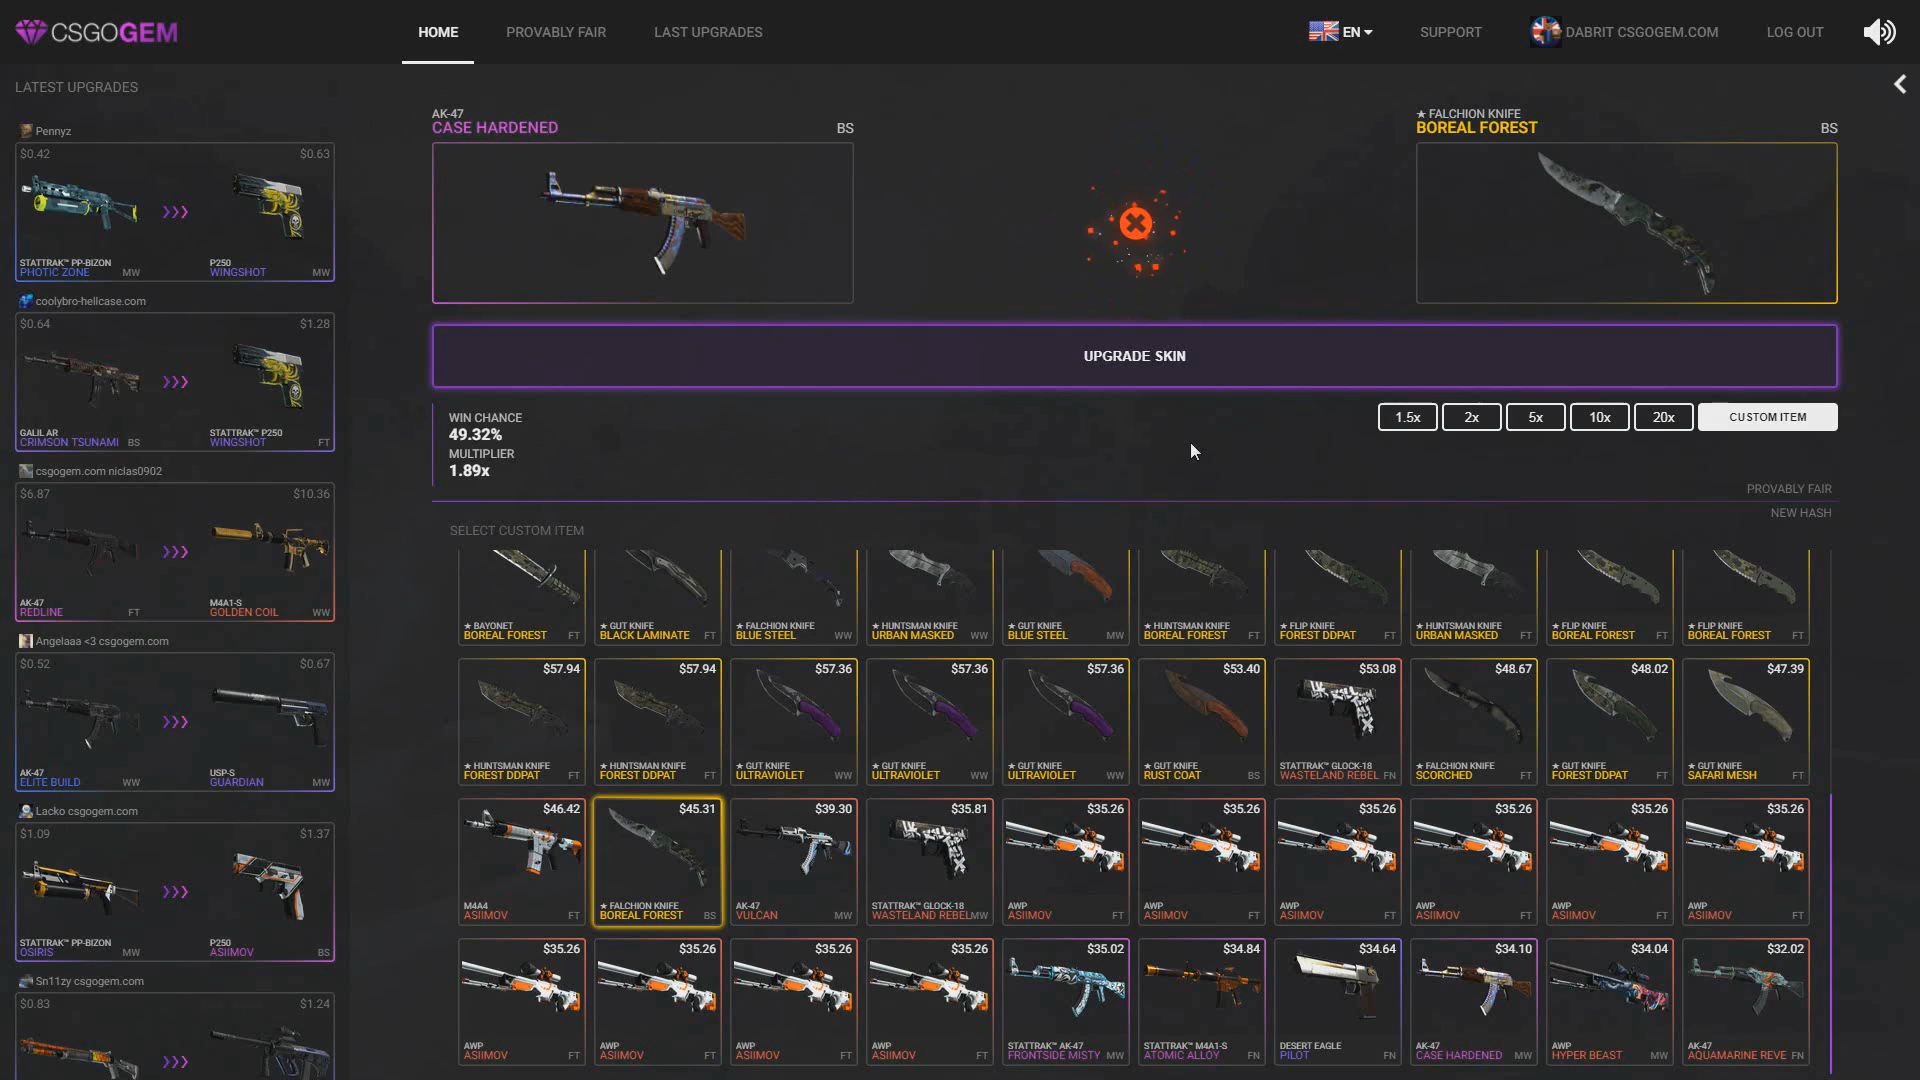 CSGOGEM
HOME
PROVABLY FAIR
LAST UPGRADES
EN
SUPPORT
DABRIT CSGOGEM.COM
LOG OUT
LATEST UPGRADES
Pennyz
$0.42 $0.63
STATTRAK™ PP-BIZON P250
PHOTIC ZONE MW WINGSHOT MW
coolybro-hellcase.com
$0.64 $1.28
GALIL AR STATTRAK™ P250
CRIMSON TSUNAMI BS WINGSHOT FT
csgogem.com niclas0902
$6.87 $10.36
AK-47 M4A1-S
REDLINE FT GOLDEN COIL WW
Angelaaa <3 csgogem.com
$0.52 $0.67
AK-47 USP-S
ELITE BUILD WW GUARDIAN MW
Lacko csgogem.com
$1.09 $1.37
STATTRAK™ PP-BIZON P250
OSIRIS MW ASIIMOV BS
Sn11zy csgogem.com
$0.83 $1.24
AK-47
CASE HARDENED BS
★ FALCHION KNIFE
BOREAL FOREST BS
UPGRADE SKIN
WIN CHANCE
49.32%
MULTIPLIER
1.89x
1.5x 2x 5x 10x 20x CUSTOM ITEM
PROVABLY FAIR
NEW HASH
SELECT CUSTOM ITEM
★ BAYONET ★ GUT KNIFE ★ FALCHION KNIFE ★ HUNTSMAN KNIFE ★ GUT KNIFE ★ HUNTSMAN KNIFE ★ FLIP KNIFE ★ HUNTSMAN KNIFE ★ FLIP KNIFE ★ FLIP KNIFE
BOREAL FOREST FT BLACK LAMINATE FT BLUE STEEL WW URBAN MASKED WW BLUE STEEL MW BOREAL FOREST FT FOREST DDPAT FT URBAN MASKED FT BOREAL FOREST FT BOREAL FOREST FT
$57.94 $57.94 $57.36 $57.36 $57.36 $53.40 $53.08 $48.67 $48.02 $47.39
★ HUNTSMAN KNIFE ★ HUNTSMAN KNIFE ★ GUT KNIFE ★ GUT KNIFE ★ GUT KNIFE ★ GUT KNIFE STATTRAK™ GLOCK-18 ★ FALCHION KNIFE ★ GUT KNIFE ★ GUT KNIFE
FOREST DDPAT FT FOREST DDPAT FT ULTRAVIOLET WW ULTRAVIOLET WW ULTRAVIOLET WW RUST COAT BS WASTELAND REBEL FN SCORCHED FT FOREST DDPAT FT SAFARI MESH FT
$46.42 $45.31 $39.30 $35.81 $35.26 $35.26 $35.26 $35.26 $35.26 $35.26
M4A4 ★ FALCHION KNIFE AK-47 STATTRAK™ GLOCK-18 AWP AWP AWP AWP AWP AWP
ASIIMOV FT BOREAL FOREST BS VULCAN MW WASTELAND REBEL MW ASIIMOV FT ASIIMOV FT ASIIMOV FT ASIIMOV FT ASIIMOV FT ASIIMOV FT
$35.26 $35.26 $35.26 $35.26 $35.02 $34.84 $34.64 $34.10 $34.04 $32.02
AWP AWP AWP AWP STATTRAK™ AK-47 STATTRAK™ M4A1-S DESERT EAGLE AK-47 AWP AK-47
ASIIMOV FT ASIIMOV FT ASIIMOV FT ASIIMOV FT FRONTSIDE MISTY MW ATOMIC ALLOY FN PILOT FN CASE HARDENED MW HYPER BEAST MW AQUAMARINE REVE FN